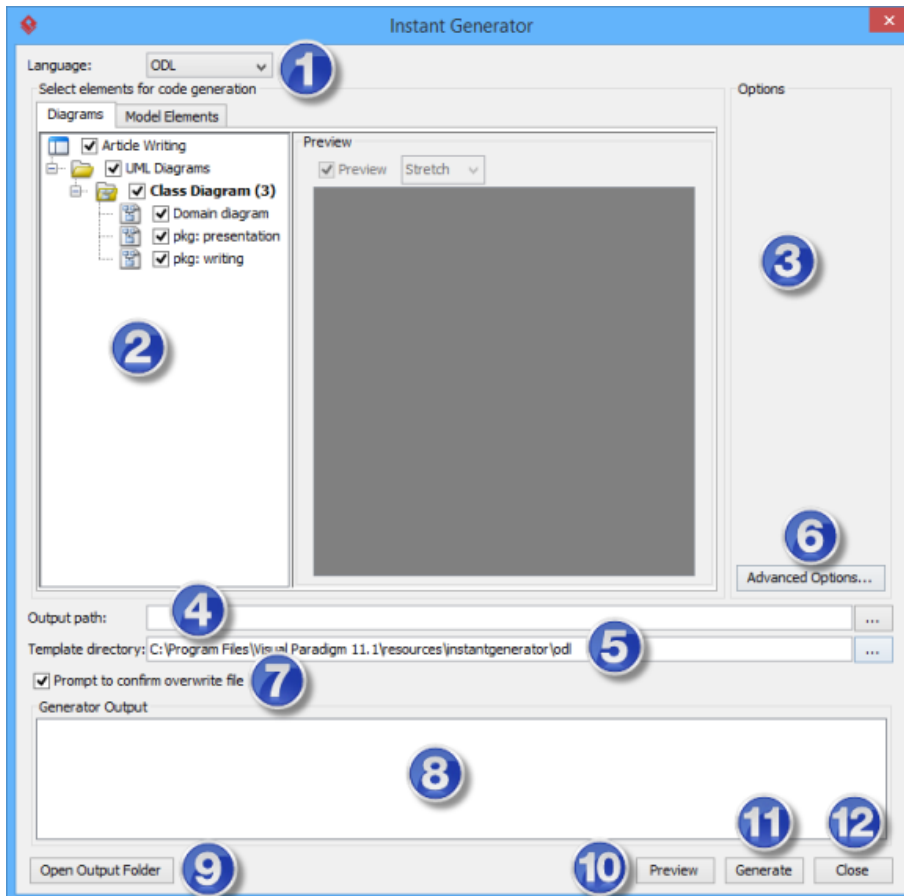 Instant Generator
Language: ODL 1
Select elements for code generation
Options
Diagrams Model Elements
Article Writing
UML Diagrams
Class Diagram (3)
Domain diagram
pkg: presentation
pkg: writing
2
Preview
Preview Stretch
3
6
Advanced Options...
Output path: 4 ...
Template directory: C:\Program Files\Visual Paradigm 11.1\resources\instantgenerator\odl 5 ...
Prompt to confirm overwrite file 7
Generator Output
8
Open Output Folder 9 10 Preview 11 Generate 12 Close